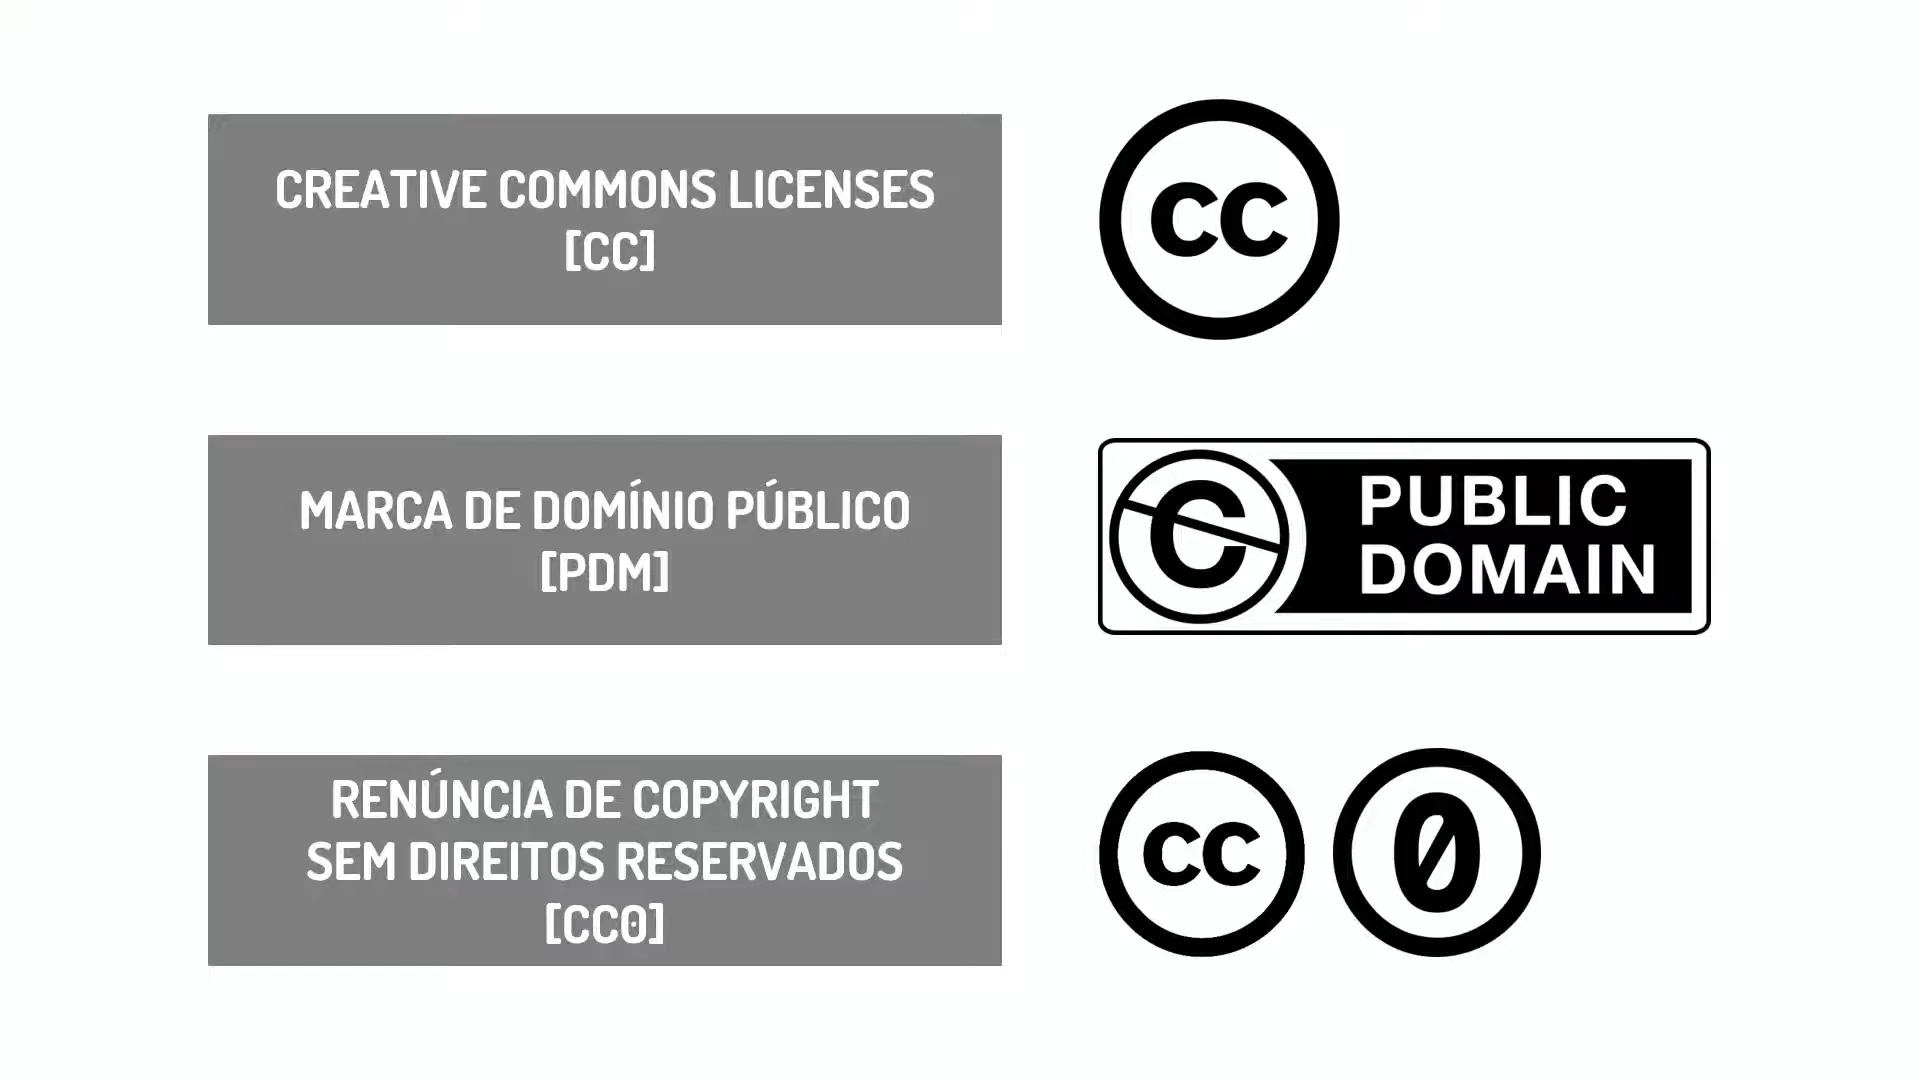 CREATIVE COMMONS LICENSES
[CC]
cc
MARCA DE DOMÍNIO PÚBLICO
[PDM]
C
PUBLIC
DOMAIN
RENÚNCIA DE COPYRIGHT
SEM DIREITOS RESERVADOS
[CC0]
cc
0